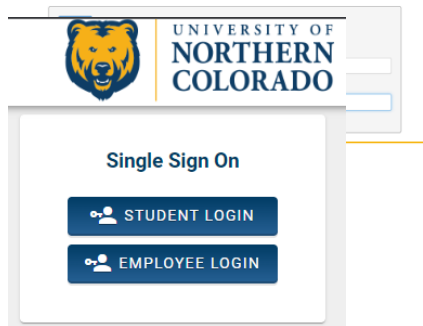 UNIVERSITY OF
NORTHERN
COLORADO
Single Sign On
STUDENT LOGIN
EMPLOYEE LOGIN